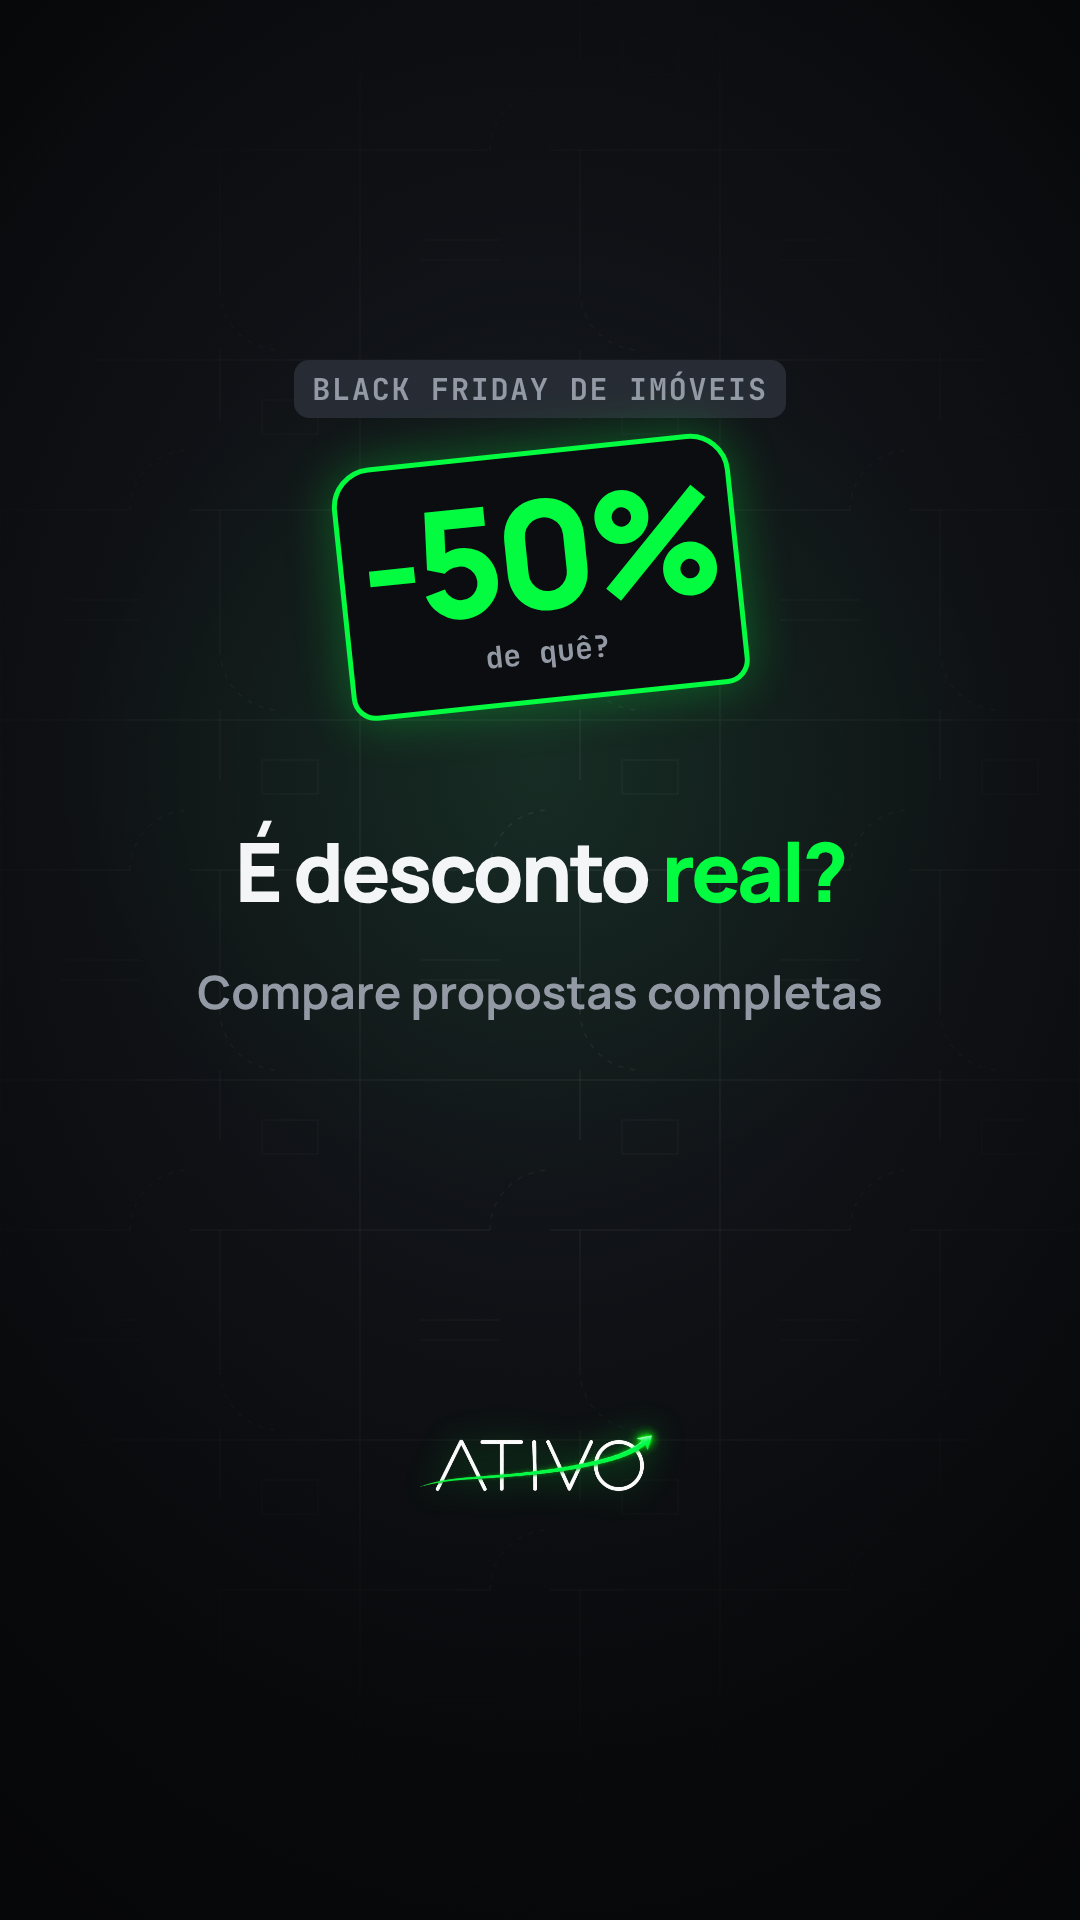 BLACK FRIDAY DE IMÓVEIS
-50%
de quê?
É desconto real?
Compare propostas completas
ATIVO